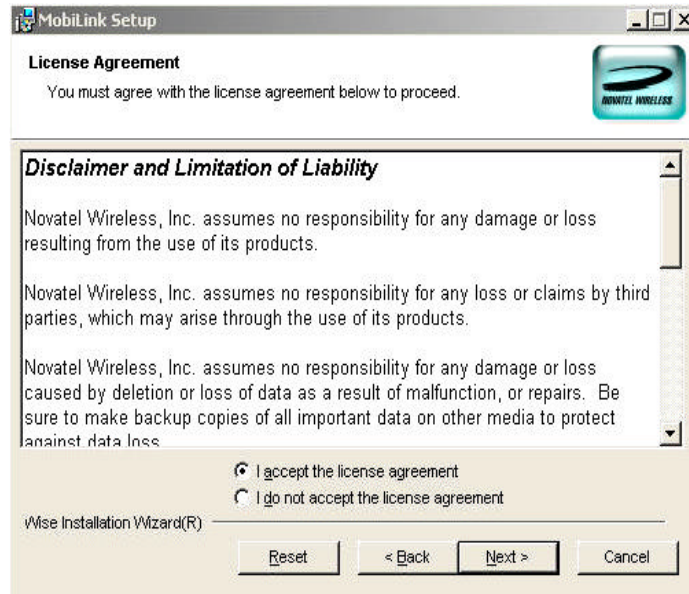 MobiLink Setup
License Agreement
You must agree with the license agreement below to proceed.
NOVATEL WIRELESS
Disclaimer and Limitation of Liability
Novatel Wireless, Inc. assumes no responsibility for any damage or loss
resulting from the use of its products.
Novatel Wireless, Inc. assumes no responsibility for any loss or claims by third
parties, which may arise through the use of its products.
Novatel Wireless, Inc. assumes no responsibility for any damage or loss
caused by deletion or loss of data as a result of malfunction, or repairs.  Be
sure to make backup copies of all important data on other media to protect
against data loss
I accept the license agreement
I do not accept the license agreement
Wise Installation Wizard(R)
Reset
< Back
Next >
Cancel